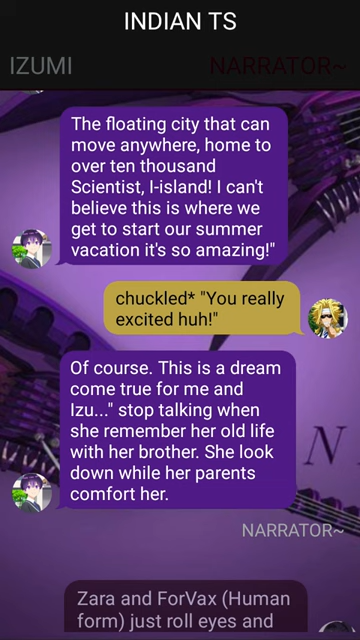 INDIAN TS
IZUMI
NARRATOR~
The floating city that can
move anywhere, home to
over ten thousand
Scientist, I-island! I can't
believe this is where we
get to start our summer
vacation it's so amazing!"
chuckled* "You really
excited huh!"
Of course. This is a dream
come true for me and
Izu..." stop talking when
she remember her old life
with her brother. She look
down while her parents
comfort her.
N
NARRATOR~
Zara and ForVax (Human
form) just roll eyes and